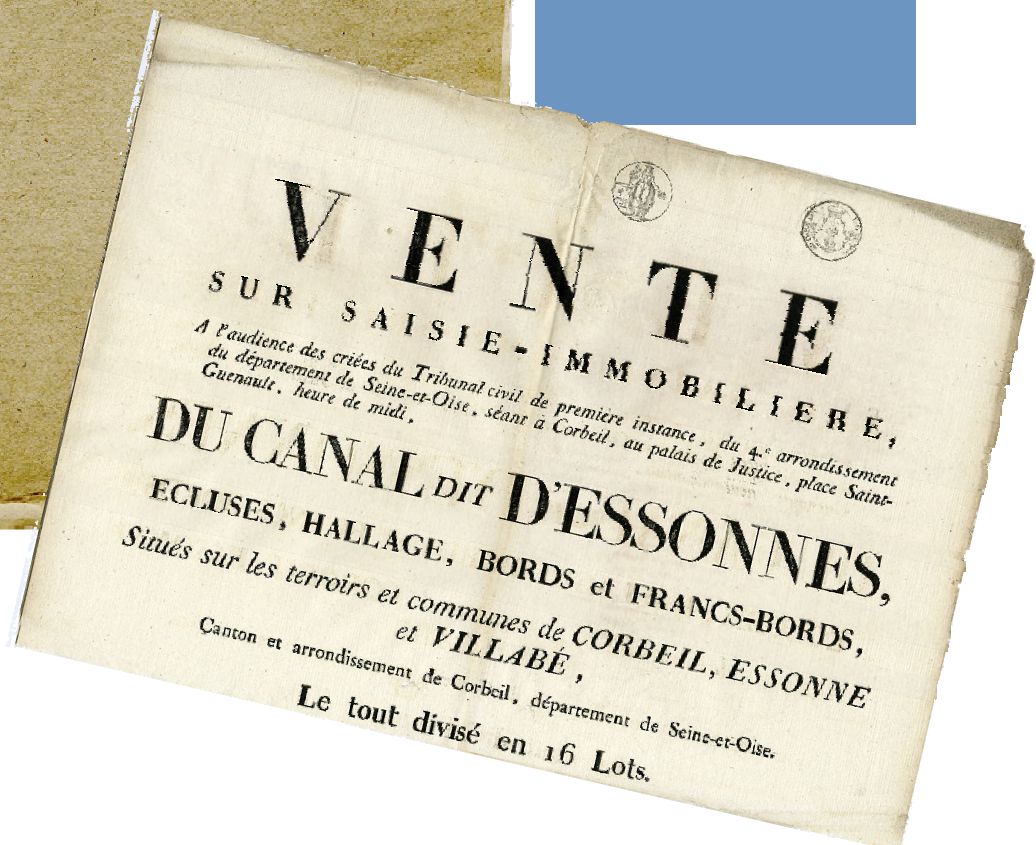 VENTE
SUR SAISIE-IMMOBILIERE,
A l'audience des criées du Tribunal civil de première instance, du 4.e arrondissement
du département de Seine-et-Oise, séant à Corbeil, au palais de Justice, place Saint-
Guenault, heure de midi,
DU CANAL DIT D'ESSONNES,
ECLUSES, HALLAGE, BORDS et FRANCS-BORDS,
Situés sur les terroirs et communes de CORBEIL, ESSONNE
et VILLABÉ,
Canton et arrondissement de Corbeil, département de Seine-et-Oise.
Le tout divisé en 16 Lots.